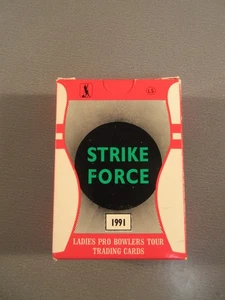 STRIKE
FORCE
1991
LADIES PRO BOWLERS TOUR
TRADING CARDS